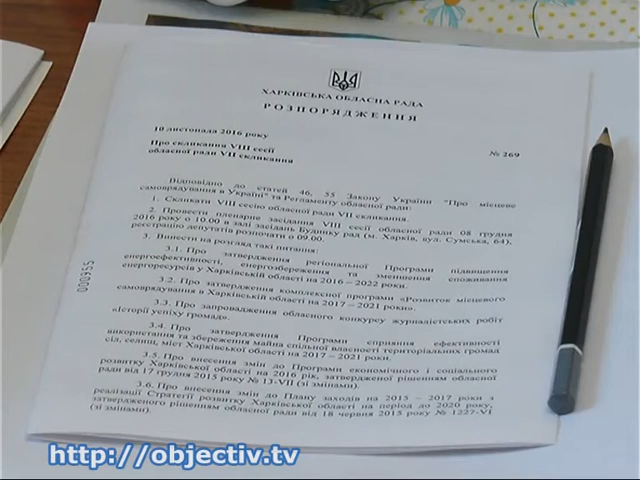 ХАРКІВСЬКА ОБЛАСНА РАДА
РОЗПОРЯДЖЕННЯ
10 листопада 2016 року
№ 269
Про скликання VIII сесії
обласної ради VII скликання
Відповідно до статей 46, 55 Закону України "Про місцеве
самоврядування в Україні" та Регламенту обласної ради:
1. Скликати VIII сесію обласної ради VII скликання.
2. Провести пленарне засідання VIII сесії обласної ради 08 грудня
2016 року о 10.00 в залі засідань Будинку рад (м. Харків, вул. Сумська, 64),
реєстрацію депутатів розпочати о 09.00.
3. Внести на розгляд такі питання:
3.1. Про затвердження регіональної Програми підвищення
енергоефективності, енергозбереження та зменшення споживання
енергоресурсів у Харківській області на 2016 – 2022 роки.
3.2. Про затвердження комплексної програми «Розвиток місцевого
самоврядування в Харківській області на 2017 – 2021 роки».
3.3. Про запровадження обласного конкурсу журналістських робіт
«Історії успіху громад».
3.4. Про затвердження Програми сприяння ефективності
використання та збереження майна спільної власності територіальних громад
сіл, селищ, міст Харківської області на 2017 – 2021 роки.
3.5. Про внесення змін до Програми економічного і соціального
розвитку Харківської області на 2016 рік, затвердженої рішенням обласної
ради від 17 грудня 2015 року № 13-VII (зі змінами).
3.6. Про внесення змін до Плану заходів на 2015 – 2017 роки з
реалізації Стратегії розвитку Харківської області на період до 2020 року,
затвердженого рішенням обласної ради від 18 червня 2015 року № 1227-VI
(зі змінами).
000355
http://objectiv.tv